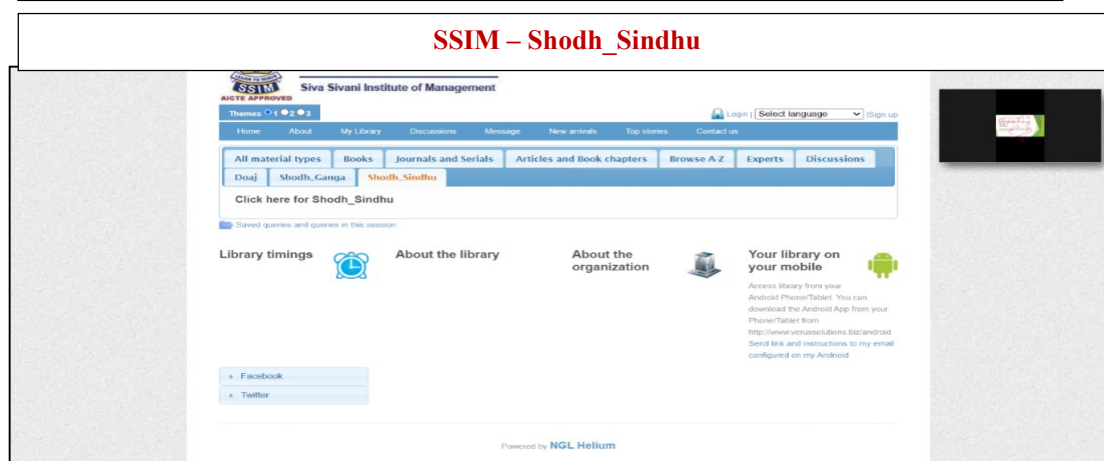 SSIM – Shodh_Sindhu
SSIM
AICTE APPROVED
Siva Sivani Institute of Management
Themes 1 2 3
Login | Select language |Sign up
Home About My Library Discussions Message New arrivals Top stories Contact us
All material types Books Journals and Serials Articles and Book chapters Browse A-Z Experts Discussions
Doaj Shodh_Ganga Shodh_Sindhu
Click here for Shodh_Sindhu
Saved queries and queries in this session
Library timings
About the library
About the
organization
Your library on
your mobile
Access library from your
Android Phone/Tablet. You can
download the Android App from your
Phone/Tablet from
http://www.verussolutions.biz/android
Send link and instructions to my email
configured on my Andrioid
Facebook
Twitter
Powered by NGL Helium